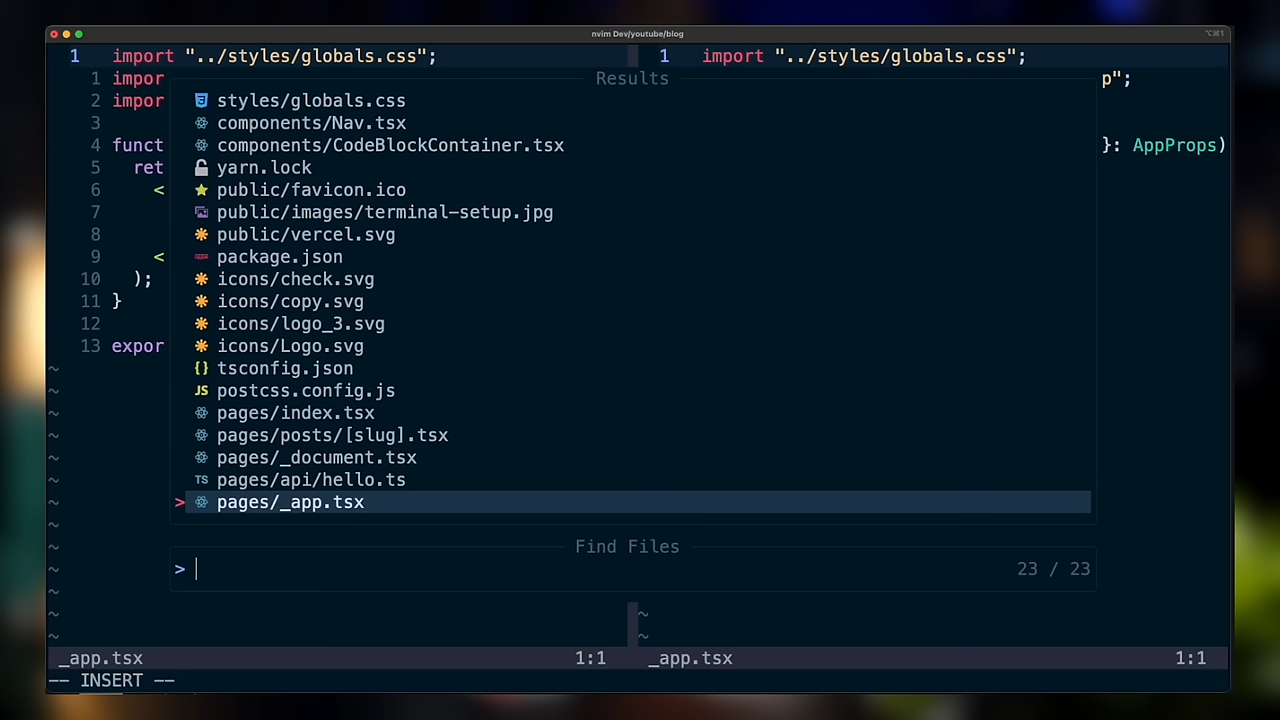 nvim Dev/youtube/blog
⌥⌘1
1 import "../styles/globals.css"; 1 import "../styles/globals.css";
1 impor Results p";
2 impor styles/globals.css
3 components/Nav.tsx
4 funct components/CodeBlockContainer.tsx }: AppProps)
5 ret yarn.lock
6 < public/favicon.ico
7 public/images/terminal-setup.jpg
8 public/vercel.svg
9 < package.json
10 ); icons/check.svg
11 } icons/copy.svg
12 icons/logo_3.svg
13 expor icons/Logo.svg
~ {} tsconfig.json
~ JS postcss.config.js
~ pages/index.tsx
~ pages/posts/[slug].tsx
~ pages/_document.tsx
~ TS pages/api/hello.ts
~ > pages/_app.tsx
~
~ Find Files
~ > 23 / 23
~
~ ~
~ ~
_app.tsx 1:1 _app.tsx 1:1
-- INSERT --